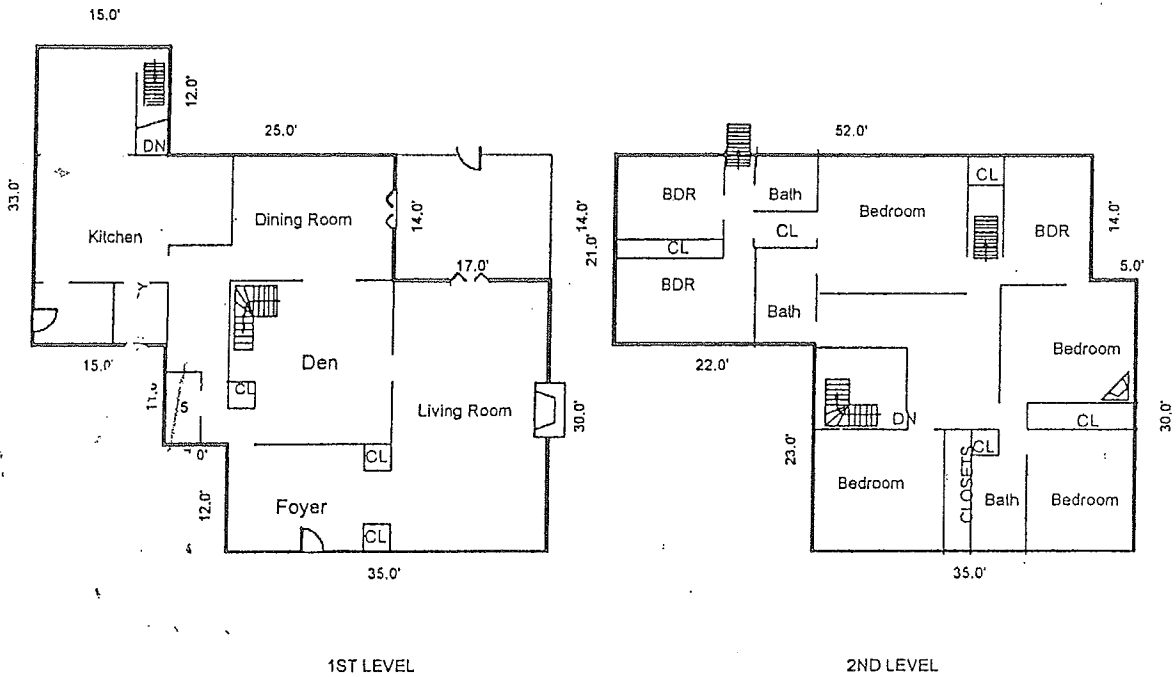 15.0'
12.0'
DN
25.0'
33.0'
Kitchen
Dining Room
14.0'
17.0'
15.0'
Den
CL
5
0'
Living Room
30.0'
CL
12.0'
Foyer
CL
35.0'
1ST LEVEL
52.0'
CL
BDR
Bath
Bedroom
14.0'
21.0'
14.0'
CL
CL
BDR
5.0'
BDR
Bath
22.0'
Bedroom
CL
DN
30.0'
23.0'
CL
Bedroom
CLOSETS
Bath
Bedroom
35.0'
2ND LEVEL